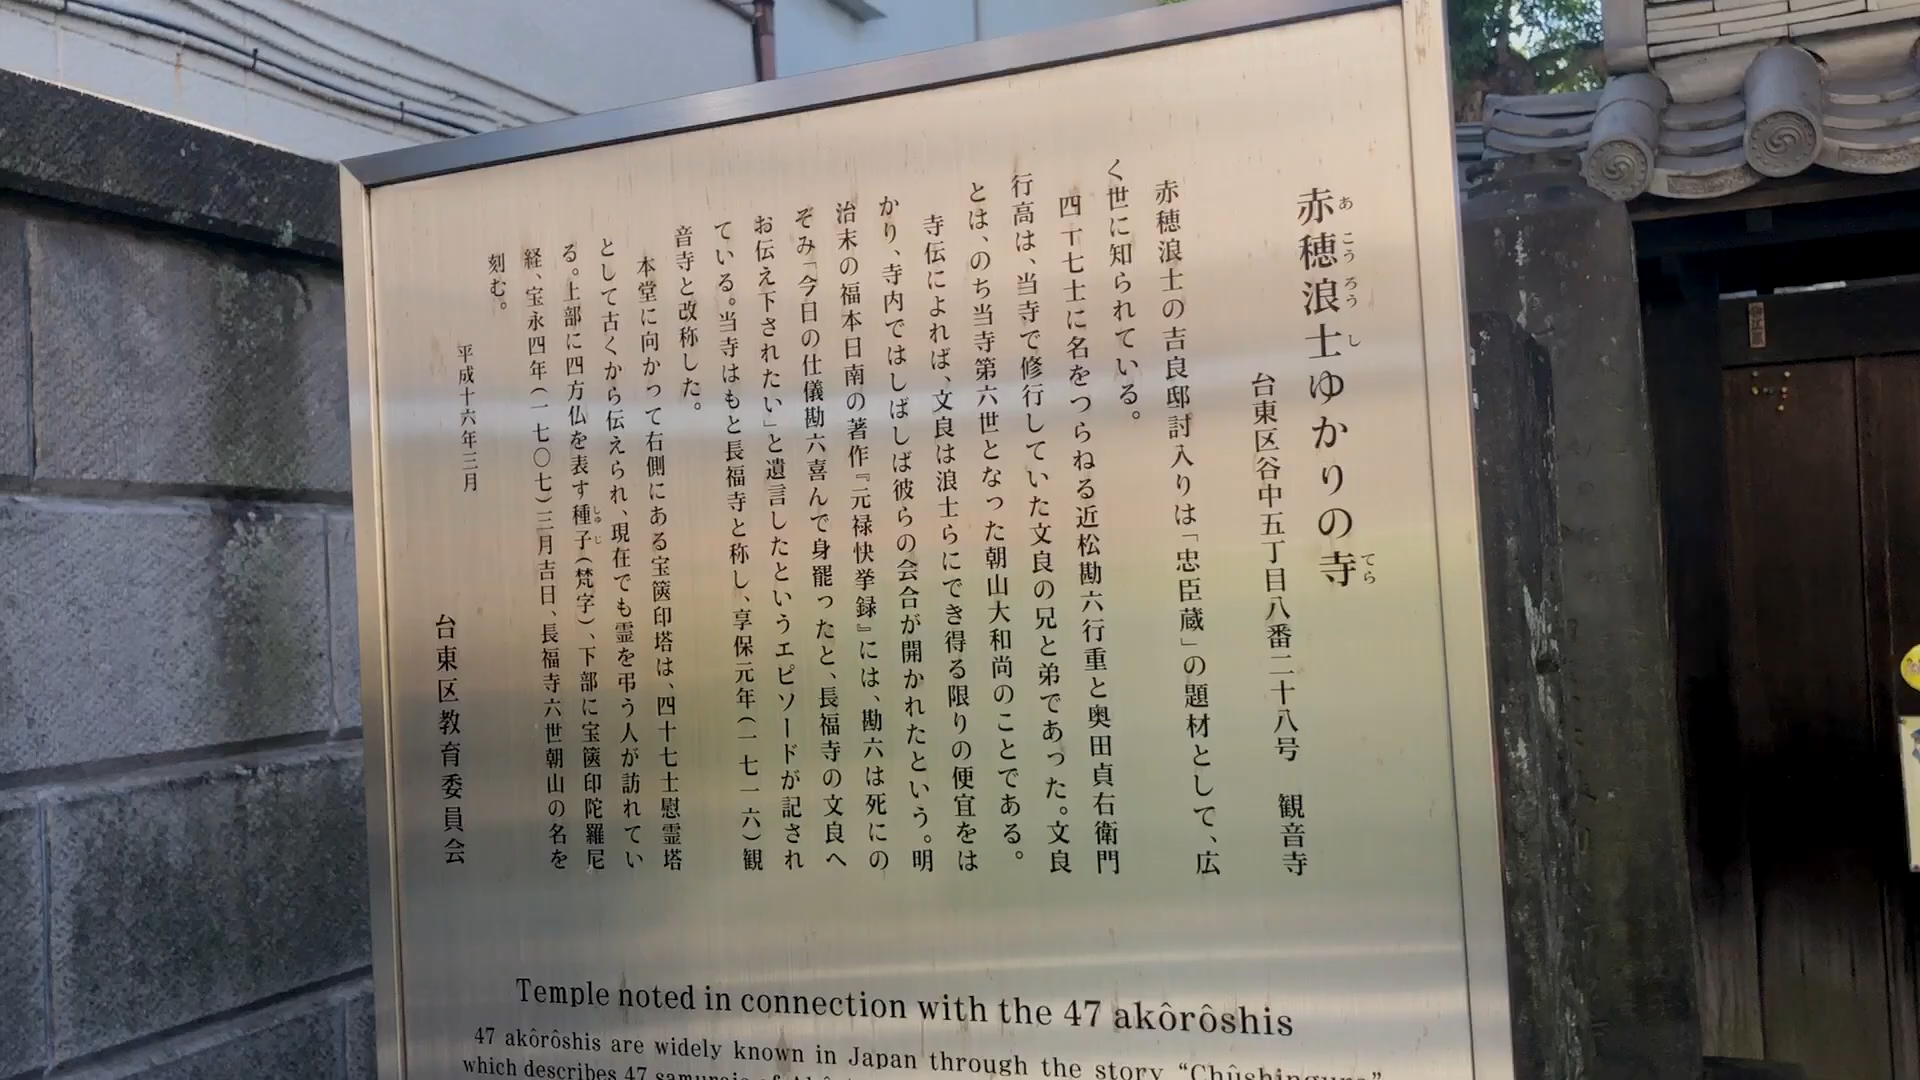 赤穂浪士ゆかりの寺
あこうろうし てら
台東区谷中五丁目八番二十八号 観音寺
赤穂浪士の吉良邸討入りは「忠臣蔵」の題材として、広
く世に知られている。
四十七士に名をつらねる近松勘六行重と奥田貞右衛門
行高は、当寺で修行していた文良の兄と弟であった。文良
とは、のち当寺第六世となった朝山大和尚のことである。
寺伝によれば、文良は浪士らにでき得る限りの便宜をは
かり、寺内ではしばしば彼らの会合が開かれたという。明
治末の福本日南の著作『元禄快挙録』には、勘六は死にの
ぞみ「今日の仕儀勘六喜んで身罷ったと、長福寺の文良へ
お伝え下されたい」と遺言したというエピソードが記され
ている。当寺はもと長福寺と称し、享保元年(一七一六)観
音寺と改称した。
本堂に向かって右側にある宝篋印塔は、四十七士慰霊塔
として古くから伝えられ、現在でも霊を弔う人が訪れてい
る。上部に四方仏を表す種子(梵字)、下部に宝篋印陀羅尼
しゅじ
経、宝永四年(一七〇七)三月吉日、長福寺六世朝山の名を
刻む。
平成十六年三月
台東区教育委員会
Temple noted in connection with the 47 akôrôshis
47 akôrôshis are widely known in Japan through the story “Chûshingura”
which describes 47 samurais of